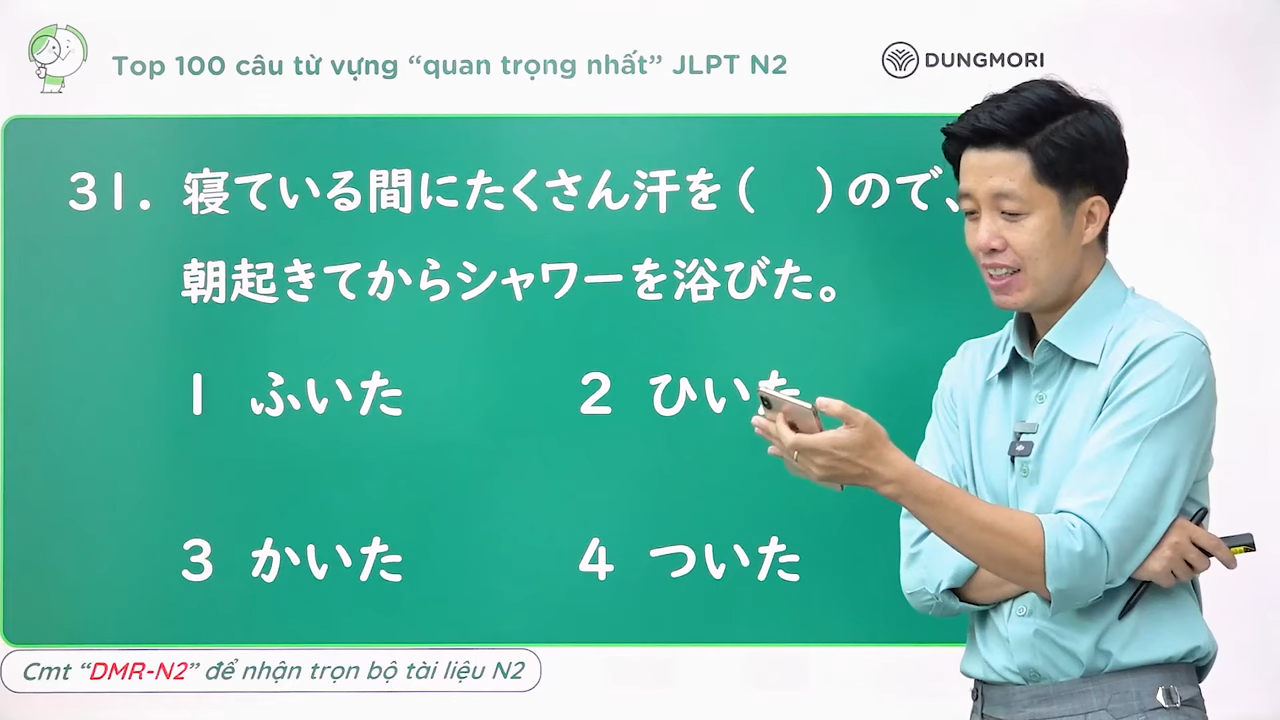 Top 100 câu từ vựng “quan trọng nhất” JLPT N2
DUNGMORI
31. 寝ている間にたくさん汗を（　）ので、
朝起きてからシャワーを浴びた。
1 ふいた
2 ひいた
3 かいた
4 ついた
Cmt “DMR-N2” để nhận trọn bộ tài liệu N2